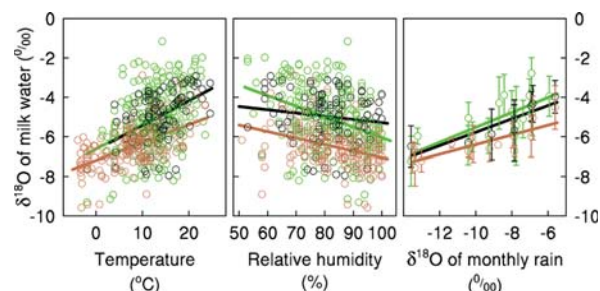 δ¹⁸O of milk water (⁰/₀₀)
0
-2
-4
-6
-8
-10
0 10 20
50 60 70 80 90 100
-12 -10 -8 -6
0
-2
-4
-6
-8
-10
Temperature
(ºC)
Relative humidity
(%)
δ¹⁸O of monthly rain
(⁰/₀₀)